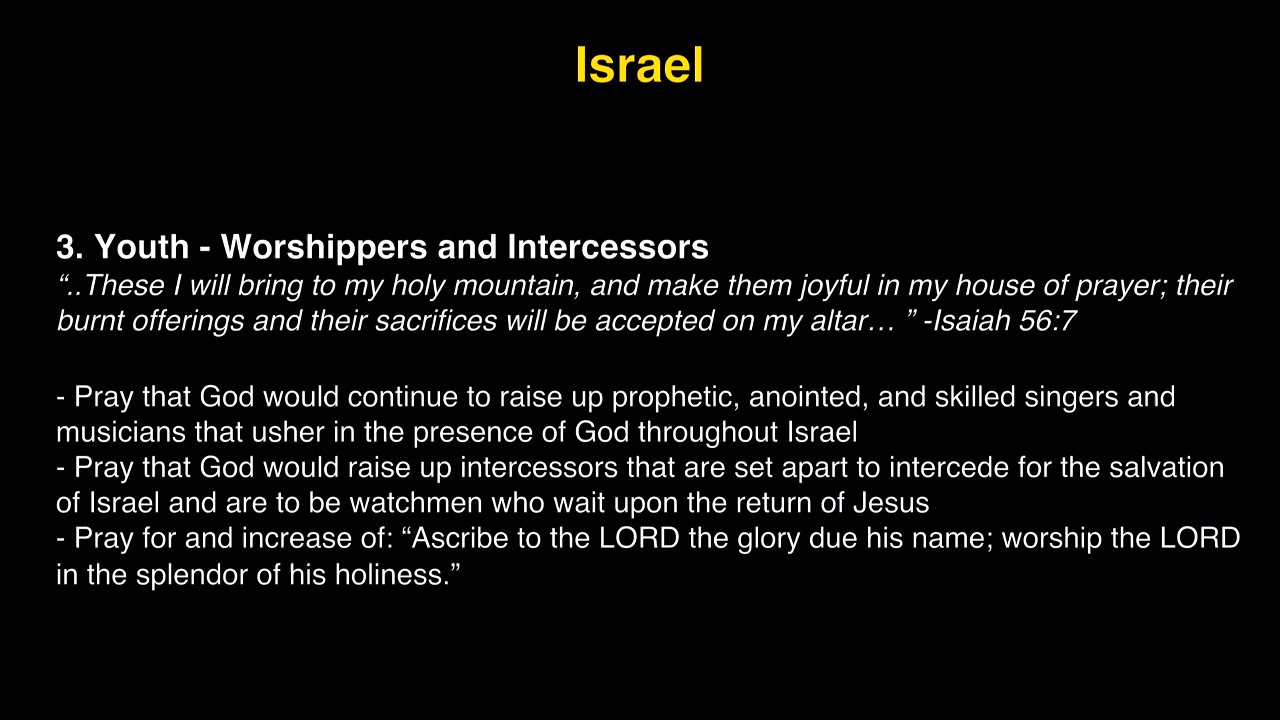 Israel
3. Youth - Worshippers and Intercessors
“..These I will bring to my holy mountain, and make them joyful in my house of prayer; their
burnt offerings and their sacrifices will be accepted on my altar… ” -Isaiah 56:7
- Pray that God would continue to raise up prophetic, anointed, and skilled singers and
musicians that usher in the presence of God throughout Israel
- Pray that God would raise up intercessors that are set apart to intercede for the salvation
of Israel and are to be watchmen who wait upon the return of Jesus
- Pray for and increase of: “Ascribe to the LORD the glory due his name; worship the LORD
in the splendor of his holiness.”